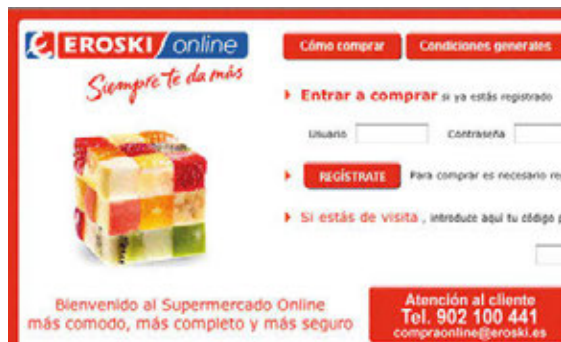 EROSKI/online
Siempre te da más
Cómo comprar
Condiciones generales
Entrar a comprar si ya estás registrado
Usuario
Contraseña
REGÍSTRATE Para comprar es necesario
Si estás de visita , introduce aquí tu código
Bienvenido al Supermercado Online
más comodo, más completo y más seguro
Atención al cliente
Tel. 902 100 441
compraonline@eroski.es